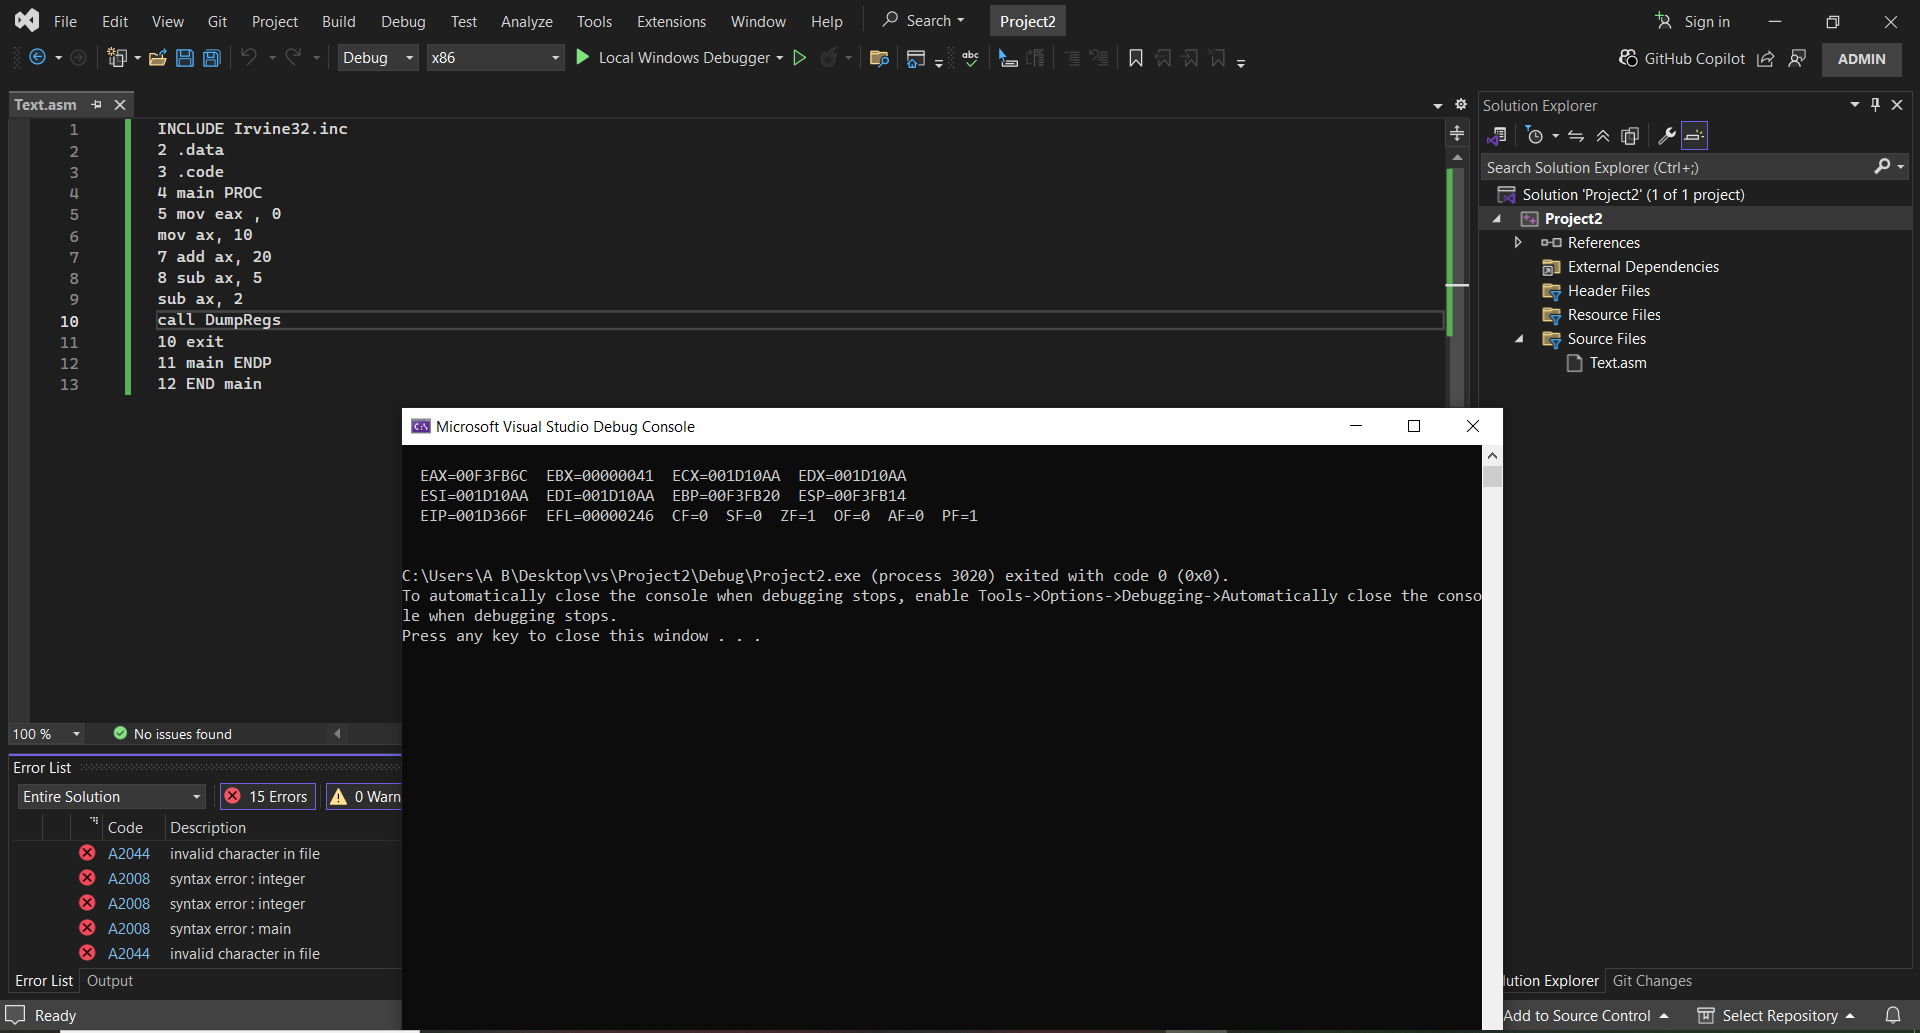 File Edit View Git Project Build Debug Test Analyze Tools Extensions Window Help Search Project2 Sign in
Debug x86 Local Windows Debugger abc GitHub Copilot ADMIN
Text.asm
1 INCLUDE Irvine32.inc
2 2 .data
3 3 .code
4 4 main PROC
5 5 mov eax , 0
6 mov ax, 10
7 7 add ax, 20
8 8 sub ax, 5
9 sub ax, 2
10 call DumpRegs
11 10 exit
12 11 main ENDP
13 12 END main
Solution Explorer
Search Solution Explorer (Ctrl+;)
Solution 'Project2' (1 of 1 project)
Project2
References
External Dependencies
Header Files
Resource Files
Source Files
Text.asm
C:\ Microsoft Visual Studio Debug Console
EAX=00F3FB6C EBX=00000041 ECX=001D10AA EDX=001D10AA
ESI=001D10AA EDI=001D10AA EBP=00F3FB20 ESP=00F3FB14
EIP=001D366F EFL=00000246 CF=0 SF=0 ZF=1 OF=0 AF=0 PF=1
C:\Users\A B\Desktop\vs\Project2\Debug\Project2.exe (process 3020) exited with code 0 (0x0).
To automatically close the console when debugging stops, enable Tools->Options->Debugging->Automatically close the conso
le when debugging stops.
Press any key to close this window . . .
100 % No issues found
Error List
Entire Solution 15 Errors 0 Warn
Code Description
A2044 invalid character in file
A2008 syntax error : integer
A2008 syntax error : integer
A2008 syntax error : main
A2044 invalid character in file
Error List Output
lution Explorer Git Changes
Ready Add to Source Control Select Repository